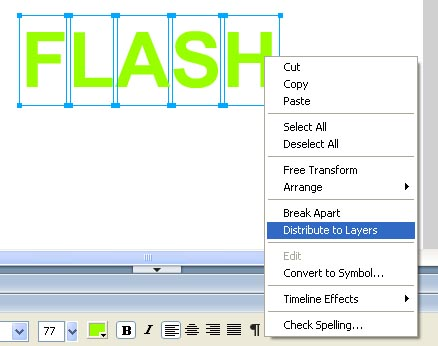 FLASH
Cut
Copy
Paste
Select All
Deselect All
Free Transform
Arrange
Break Apart
Distribute to Layers
Edit
Convert to Symbol...
Timeline Effects
Check Spelling...
77 B I ¶